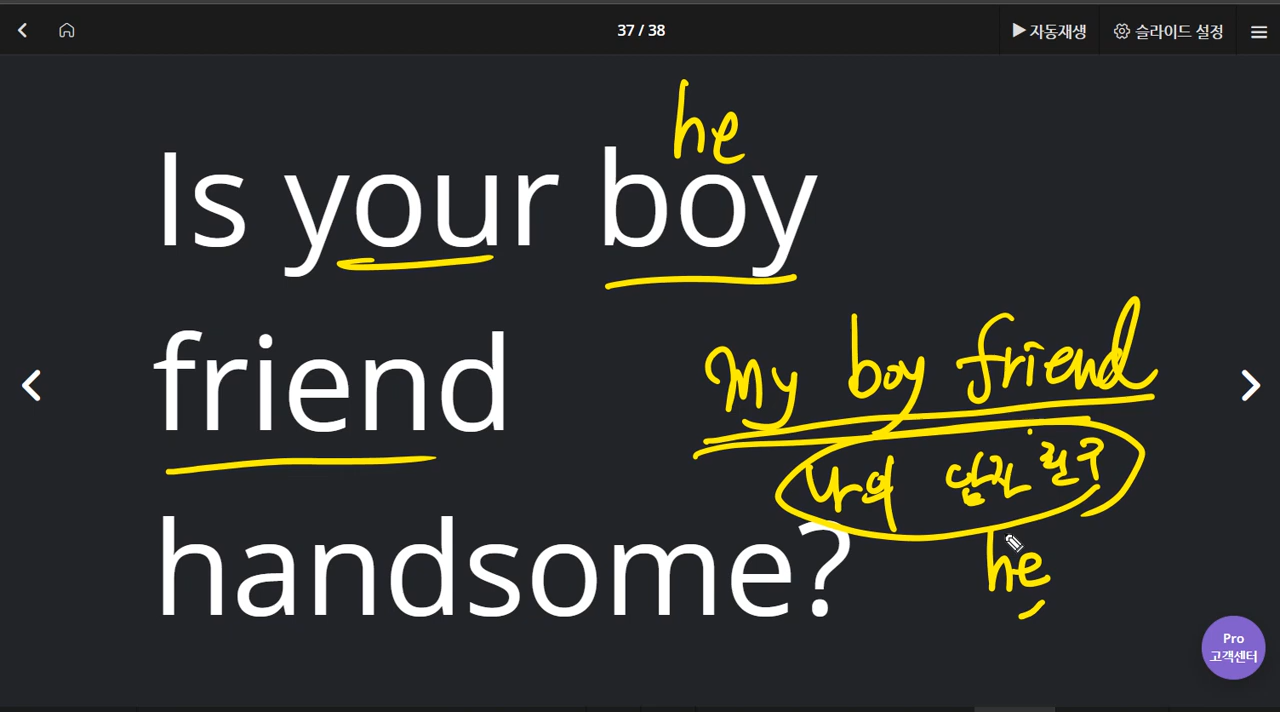 37 / 38
▶자동재생
슬라이드 설정
he
Is your boy
friend
My boy friend
나의 남자 친구
handsome?
he
Pro
고객센터